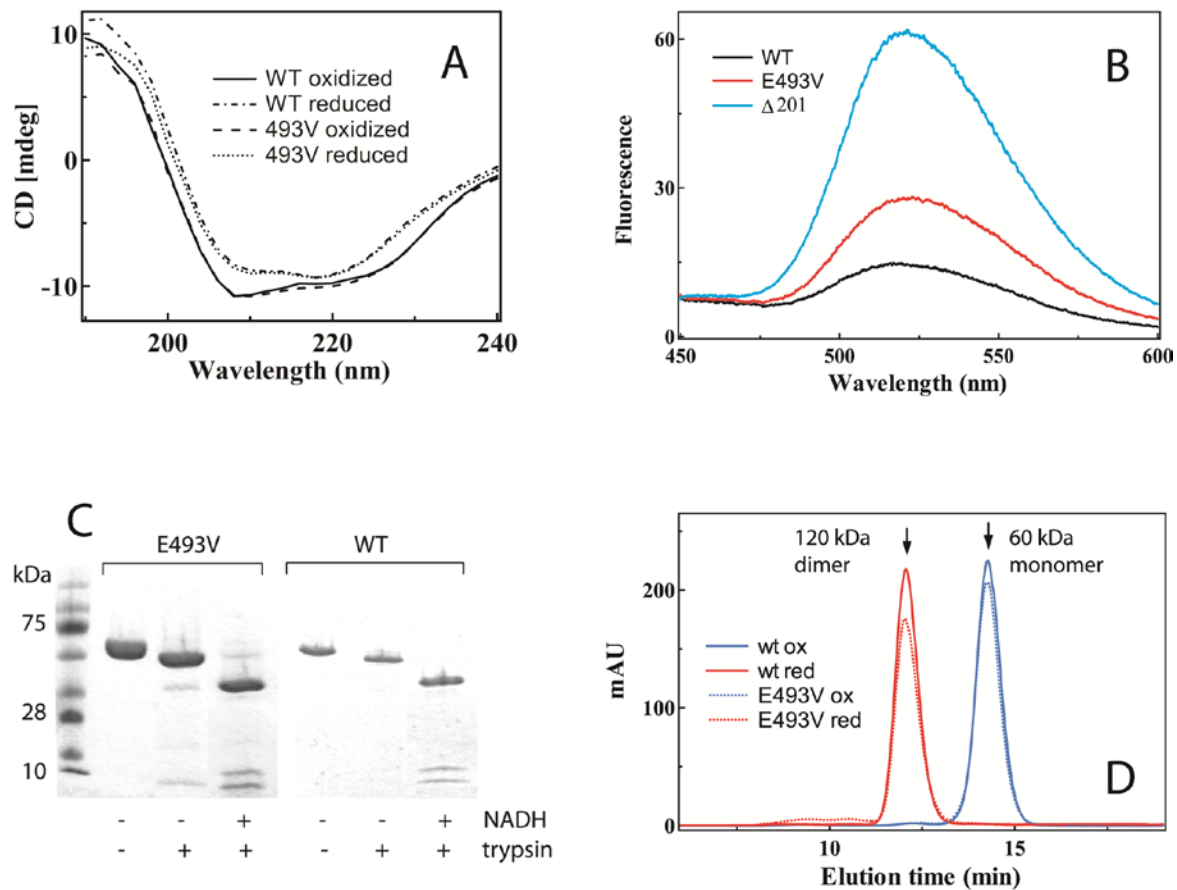 A
10
0
-10
CD [mdeg]
WT oxidized
WT reduced
493V oxidized
493V reduced
200
220
240
Wavelength (nm)
B
60
30
0
Fluorescence
WT
E493V
Δ201
450
500
550
600
Wavelength (nm)
C
E493V
WT
kDa
75
28
10
- - + - - + NADH
- + + - + + trypsin
D
200
100
0
mAU
120 kDa
dimer
60 kDa
monomer
wt ox
wt red
E493V ox
E493V red
10
15
Elution time (min)